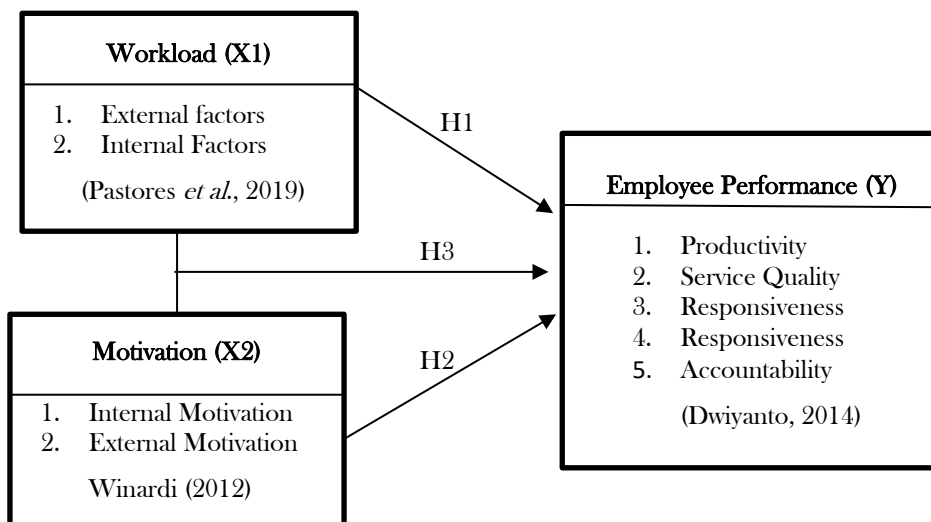 Workload (X1)
1. External factors
2. Internal Factors
(Pastores et al., 2019)
H1
H3
Motivation (X2)
1. Internal Motivation
2. External Motivation
Winardi (2012)
H2
Employee Performance (Y)
1. Productivity
2. Service Quality
3. Responsiveness
4. Responsiveness
5. Accountability
(Dwiyanto, 2014)